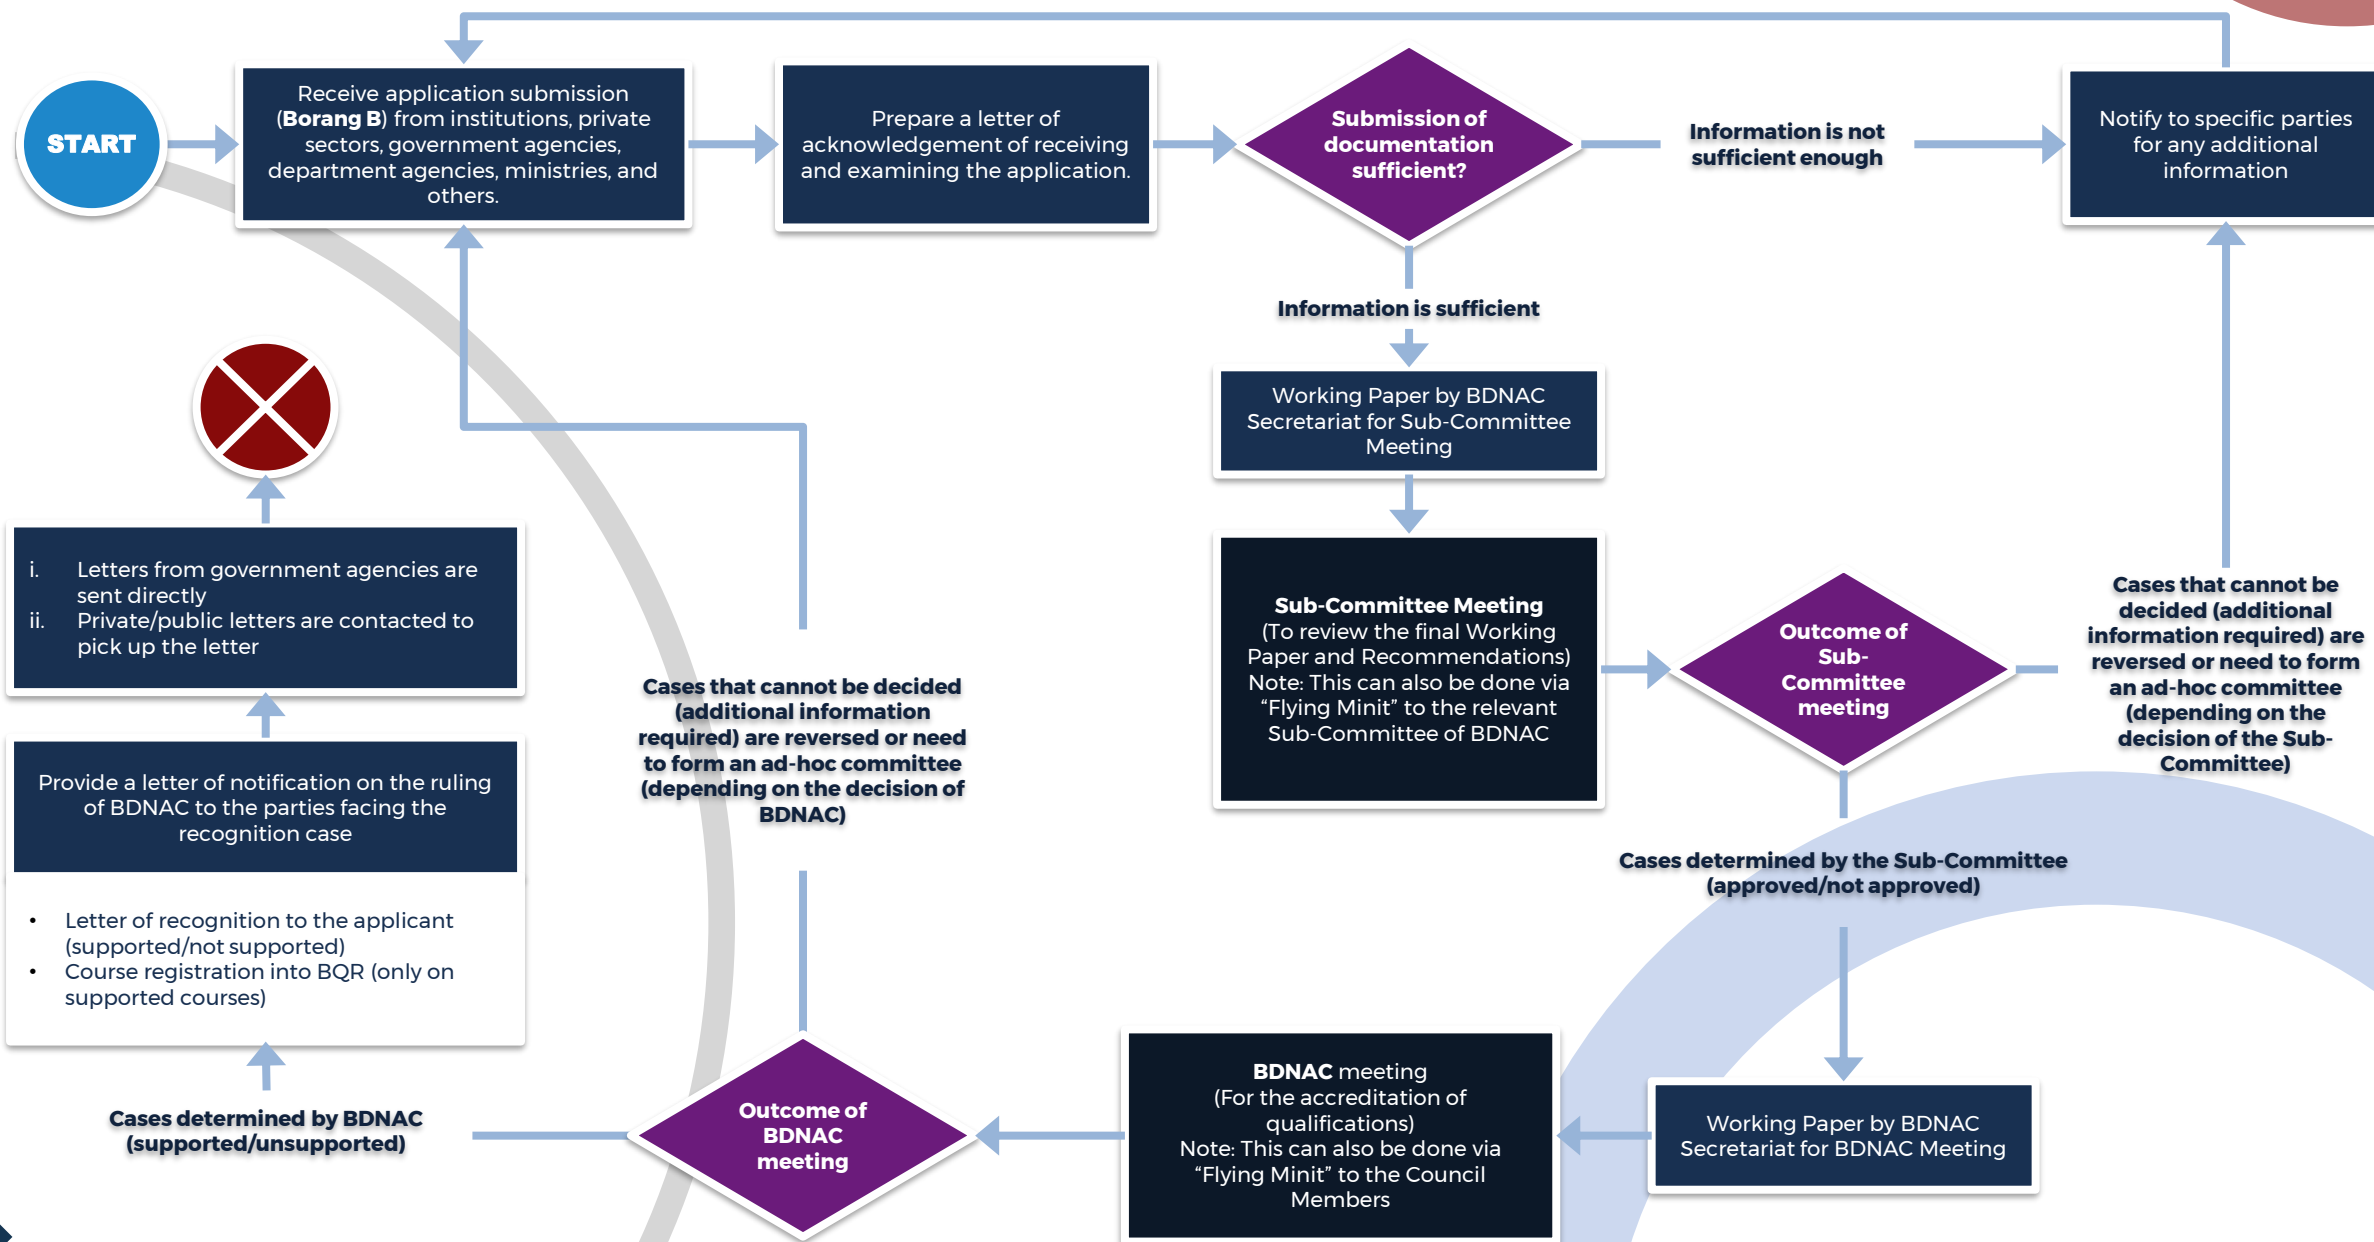 START
Receive application submission
(Borang B) from institutions, private
sectors, government agencies,
department agencies, ministries, and
others.
Prepare a letter of
acknowledgement of receiving
and examining the application.
Submission of
documentation
sufficient?
Information is not
sufficient enough
Notify to specific parties
for any additional
information
Information is sufficient
Working Paper by BDNAC
Secretariat for Sub-Committee
Meeting
Sub-Committee Meeting
(To review the final Working
Paper and Recommendations)
Note: This can also be done via
“Flying Minit” to the relevant
Sub-Committee of BDNAC
Outcome of
Sub-
Committee
meeting
Cases that cannot be
decided (additional
information required) are
reversed or need to form
an ad-hoc committee
(depending on the
decision of the Sub-
Committee)
Cases determined by the Sub-Committee
(approved/not approved)
Working Paper by BDNAC
Secretariat for BDNAC Meeting
BDNAC meeting
(For the accreditation of
qualifications)
Note: This can also be done via
“Flying Minit” to the Council
Members
Outcome of
BDNAC
meeting
Cases that cannot be decided
(additional information
required) are reversed or need
to form an ad-hoc committee
(depending on the decision of
BDNAC)
Cases determined by BDNAC
(supported/unsupported)
Provide a letter of notification on the ruling
of BDNAC to the parties facing the
recognition case
• Letter of recognition to the applicant
(supported/not supported)
• Course registration into BQR (only on
supported courses)
i. Letters from government agencies are
sent directly
ii. Private/public letters are contacted to
pick up the letter